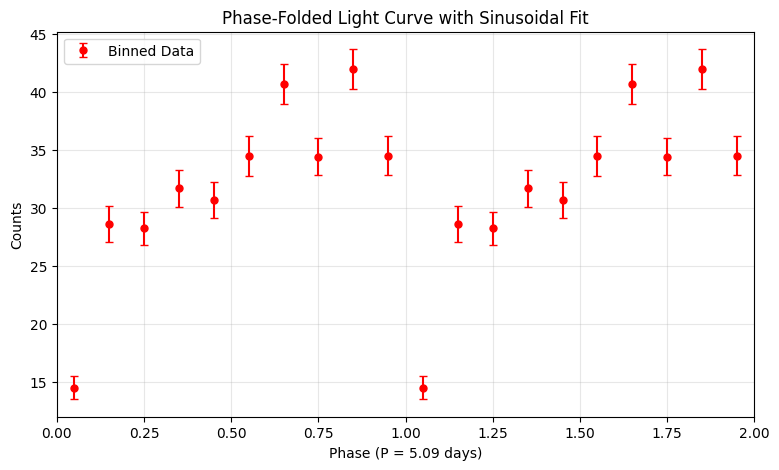 Phase-Folded Light Curve with Sinusoidal Fit
Binned Data
Counts
45
40
35
30
25
20
15
0.00 0.25 0.50 0.75 1.00 1.25 1.50 1.75 2.00
Phase (P = 5.09 days)